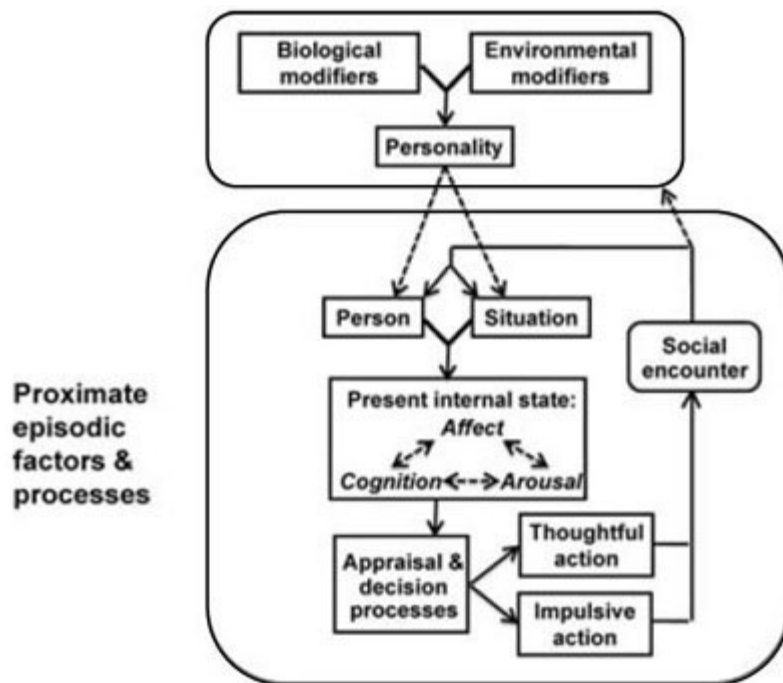 Biological
modifiers
Environmental
modifiers
Personality
Person
Situation
Social
encounter
Proximate
episodic
factors &
processes
Present internal state:
Affect
Cognition
Arousal
Appraisal &
decision
processes
Thoughtful
action
Impulsive
action